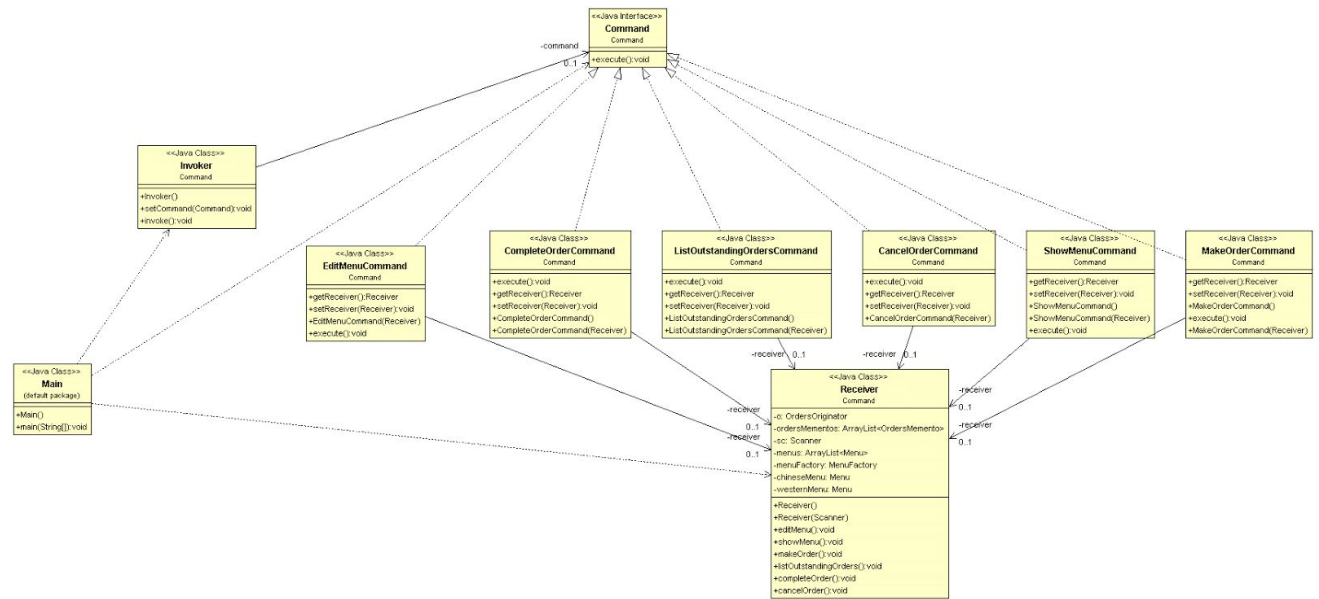 <<Java Interface>>
Command
Command
+execute():void
-command
0..1
<<Java Class>>
Invoker
Command
+Invoker()
+setCommand(Command):void
+invoke():void
<<Java Class>>
EditMenuCommand
Command
+getReceiver():Receiver
+setReceiver(Receiver):void
+EditMenuCommand(Receiver)
+execute():void
<<Java Class>>
CompleteOrderCommand
Command
+execute():void
+getReceiver():Receiver
+setReceiver(Receiver):void
+CompleteOrderCommand()
+CompleteOrderCommand(Receiver)
<<Java Class>>
ListOutstandingOrdersCommand
Command
+execute():void
+getReceiver():Receiver
+setReceiver(Receiver):void
+ListOutstandingOrdersCommand()
+ListOutstandingOrdersCommand(Receiver)
<<Java Class>>
CancelOrderCommand
Command
+execute():void
+getReceiver():Receiver
+setReceiver(Receiver):void
+CancelOrderCommand(Receiver)
<<Java Class>>
ShowMenuCommand
Command
+getReceiver():Receiver
+setReceiver(Receiver):void
+ShowMenuCommand()
+ShowMenuCommand(Receiver)
+execute():void
<<Java Class>>
MakeOrderCommand
Command
+getReceiver():Receiver
+setReceiver(Receiver):void
+MakeOrderCommand()
+execute():void
+MakeOrderCommand(Receiver)
<<Java Class>>
Main
(default package)
+Main()
+main(String[]):void
-receiver 0..1
-receiver 0..1
-receiver
0..1
-receiver
0..1
-receiver
0..1
-receiver
0..1
<<Java Class>>
Receiver
Command
-o: OrdersOriginator
-ordersMementos: ArrayList<OrdersMemento>
-sc: Scanner
-menus: ArrayList<Menu>
-menuFactory: MenuFactory
-chineseMenu: Menu
-westernMenu: Menu
+Receiver()
+Receiver(Scanner)
+editMenu():void
+showMenu():void
+makeOrder():void
+listOutstandingOrders():void
+completeOrder():void
+cancelOrder():void